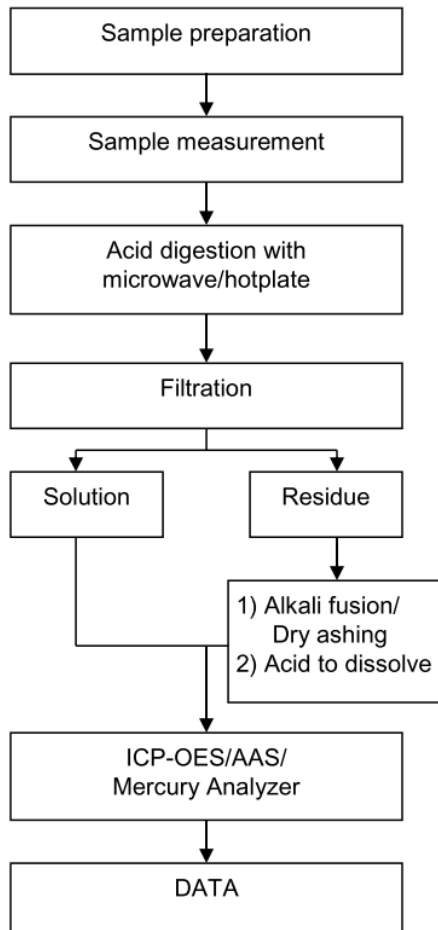 Sample preparation
Sample measurement
Acid digestion with
microwave/hotplate
Filtration
Solution
Residue
1) Alkali fusion/
Dry ashing
2) Acid to dissolve
ICP-OES/AAS/
Mercury Analyzer
DATA